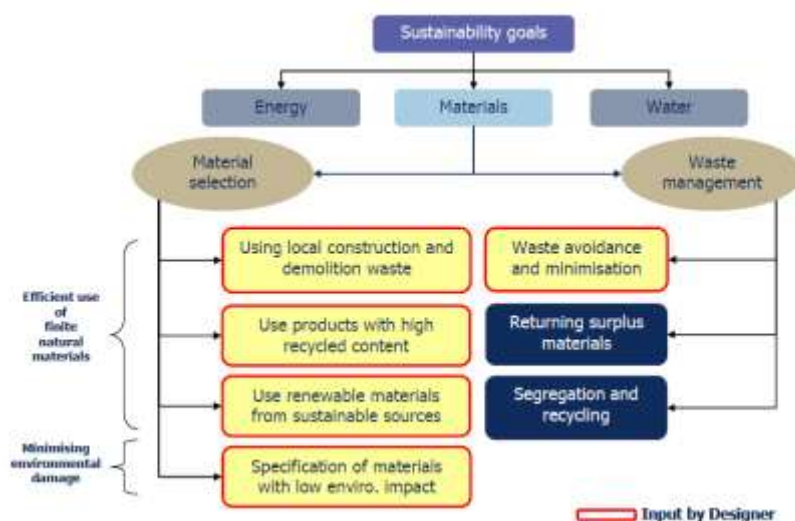 Sustainability goals
Energy
Materials
Water
Material
selection
Waste
management
Using local construction and
demolition waste
Waste avoidance
and minimisation
Efficient use
of
finite
natural
materials
Use products with high
recycled content
Returning surplus
materials
Use renewable materials
from sustainable sources
Segregation and
recycling
Minimising
environmental
damage
Specification of materials
with low enviro. impact
Input by Designer